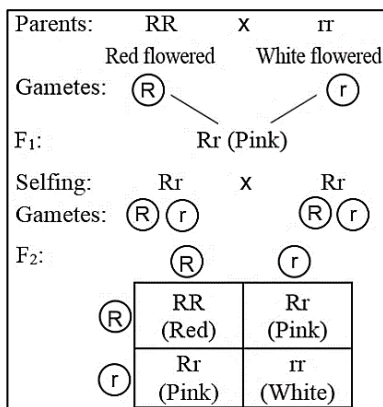 Parents: RR x rr
Red flowered White flowered
Gametes: R r
F₁: Rr (Pink)
Selfing: Rr x Rr
Gametes: R r R r
F₂: R r
R RR Rr
(Red) (Pink)
r Rr rr
(Pink) (White)